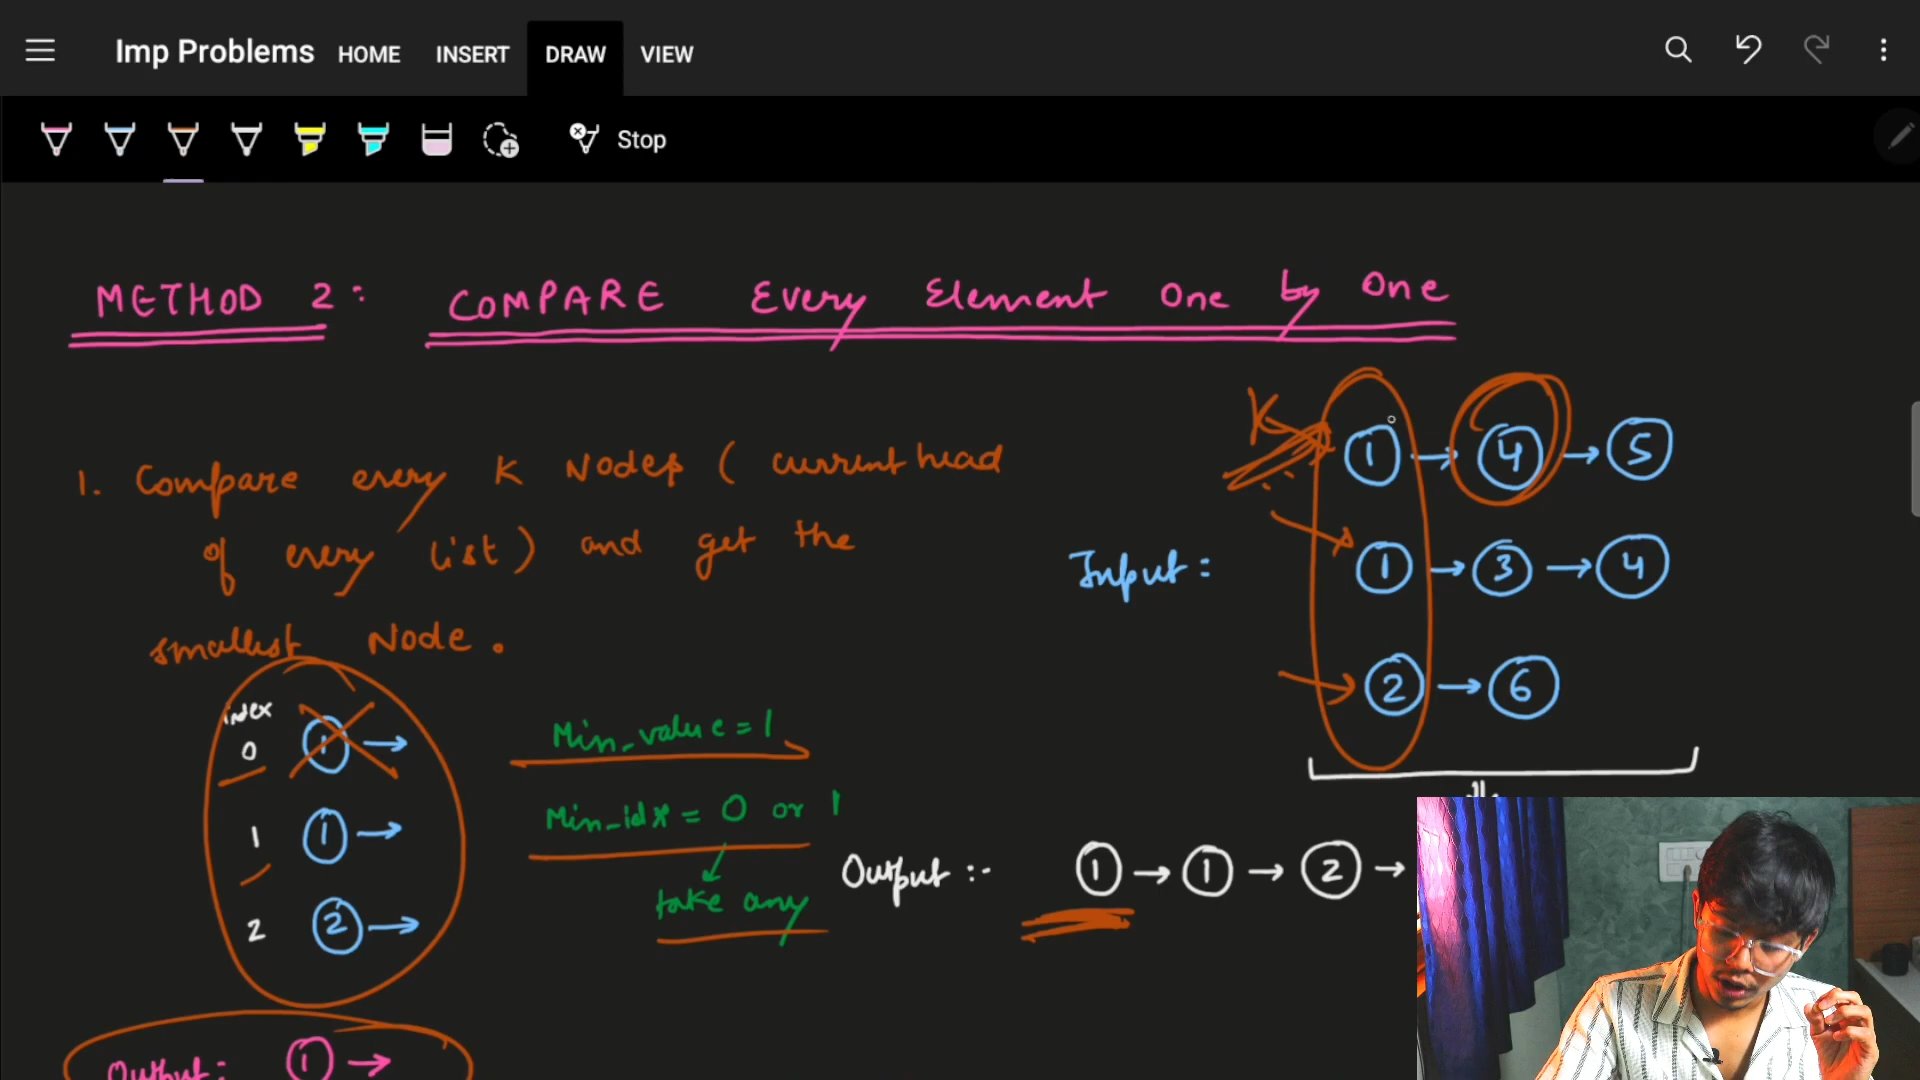 Imp Problems HOME INSERT DRAW VIEW
Stop
METHOD 2: COMPARE Every Element One by One
1. Compare every K Nodes (current head
of every list) and get the
smallest Node.
K
1 → 4 → 5
Input:
1 → 3 → 4
2 → 6
index
0 1 →
1 1 →
2 2 →
Min_value = 1
Min_idx = 0 or 1
take any
Output :- 1 → 1 → 2 →
Output: 1 →